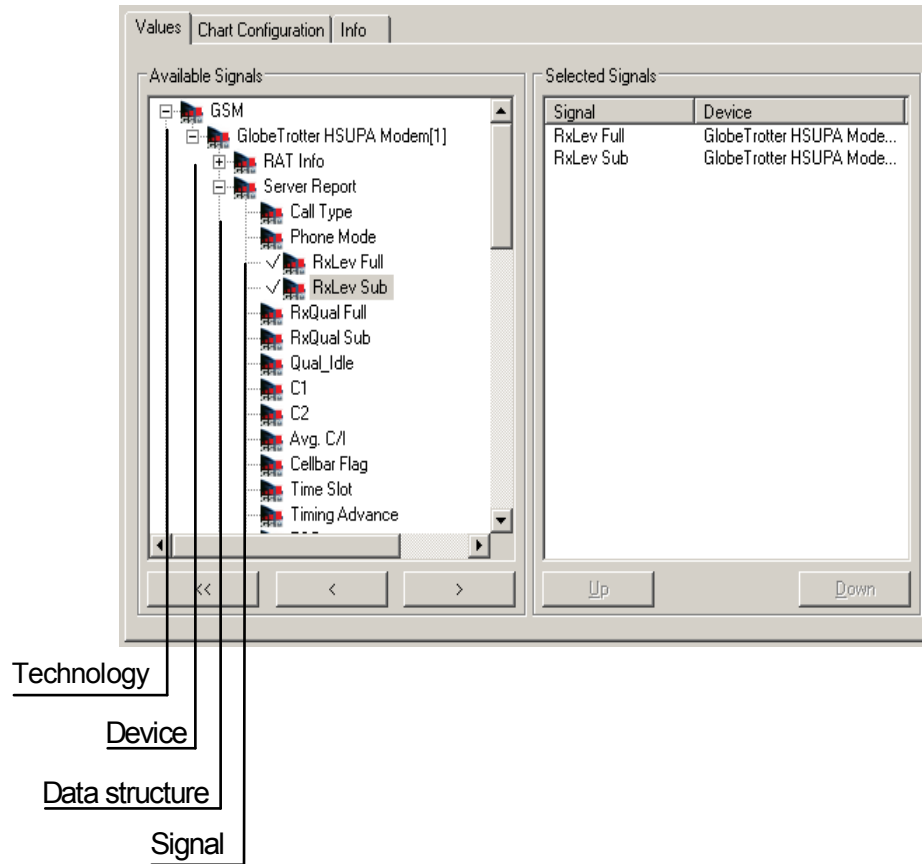 Values Chart Configuration Info
Available Signals
GSM
GlobeTrotter HSUPA Modem[1]
RAT Info
Server Report
Call Type
Phone Mode
RxLev Full
RxLev Sub
RxQual Full
RxQual Sub
Qual_Idle
C1
C2
Avg. C/I
Cellbar Flag
Time Slot
Timing Advance
<< < >
Selected Signals
Signal Device
RxLev Full GlobeTrotter HSUPA Mode...
RxLev Sub GlobeTrotter HSUPA Mode...
Up Down
Technology
Device
Data structure
Signal